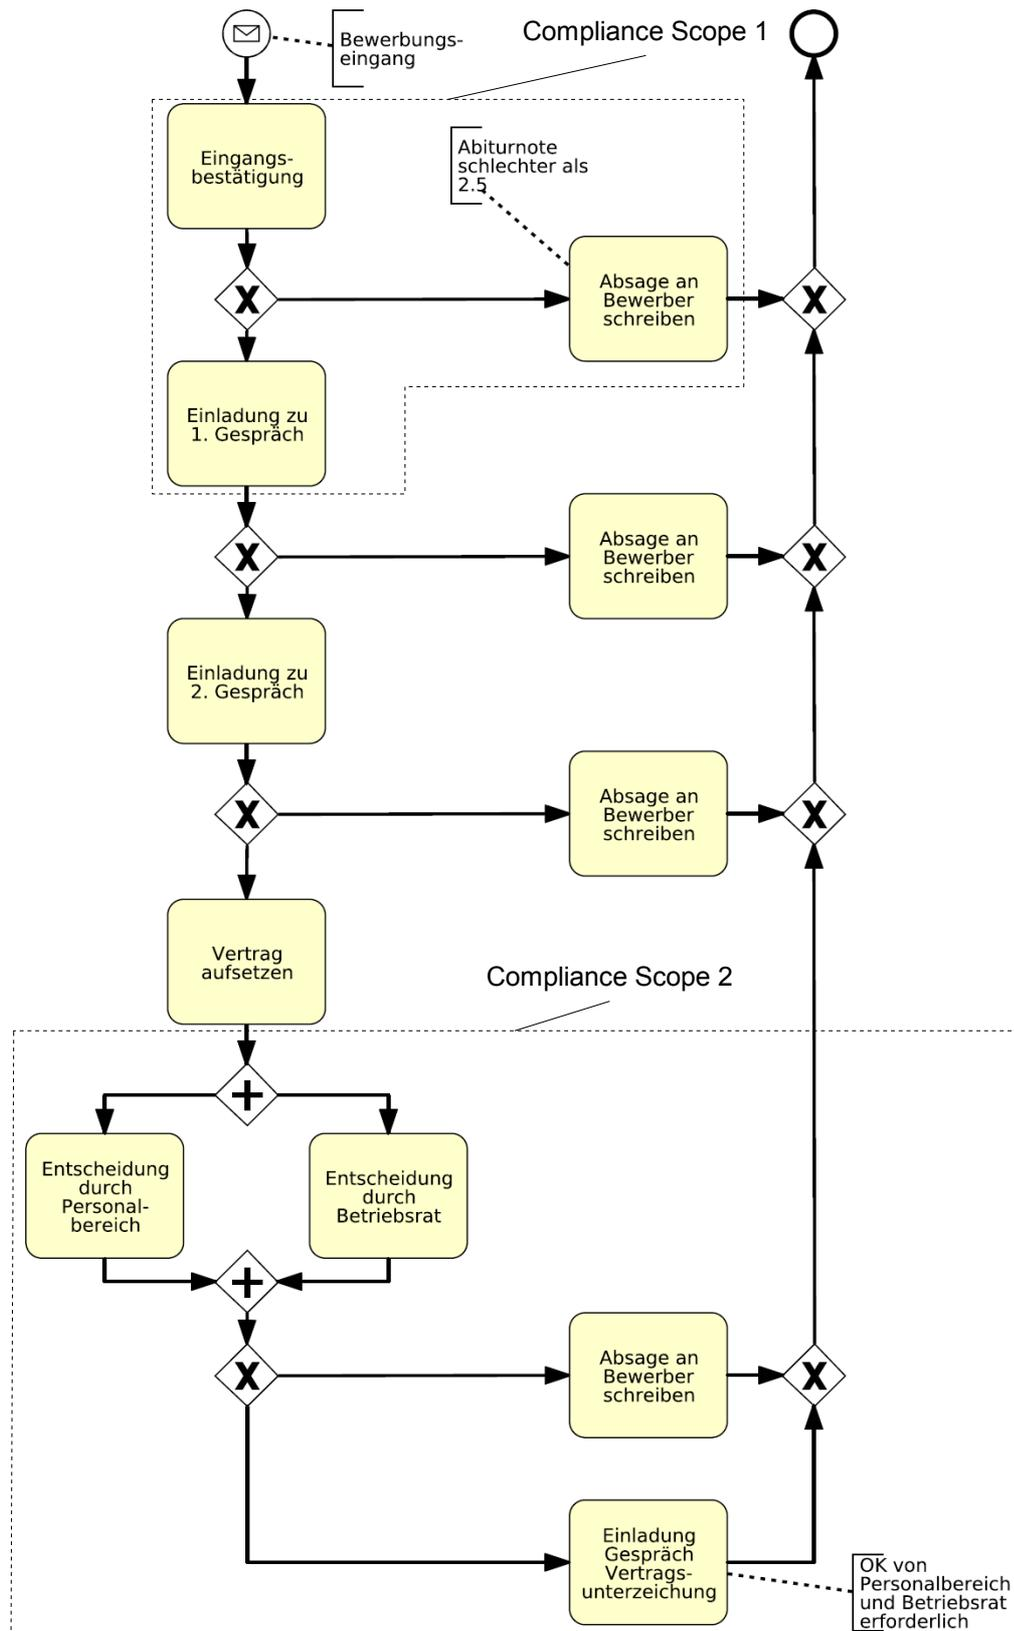 Bewerbungs-
eingang
Compliance Scope 1
Eingangs-
bestätigung
Abiturnote
schlechter als
2.5
X
Absage an
Bewerber
schreiben
X
Einladung zu
1. Gespräch
X
Absage an
Bewerber
schreiben
X
Einladung zu
2. Gespräch
X
Absage an
Bewerber
schreiben
X
Vertrag
aufsetzen
Compliance Scope 2
Entscheidung
durch
Personal-
bereich
Entscheidung
durch
Betriebsrat
X
Absage an
Bewerber
schreiben
X
Einladung
Gespräch
Vertrags-
unterzeichung
OK von
Personalbereich
und Betriebsrat
erforderlich